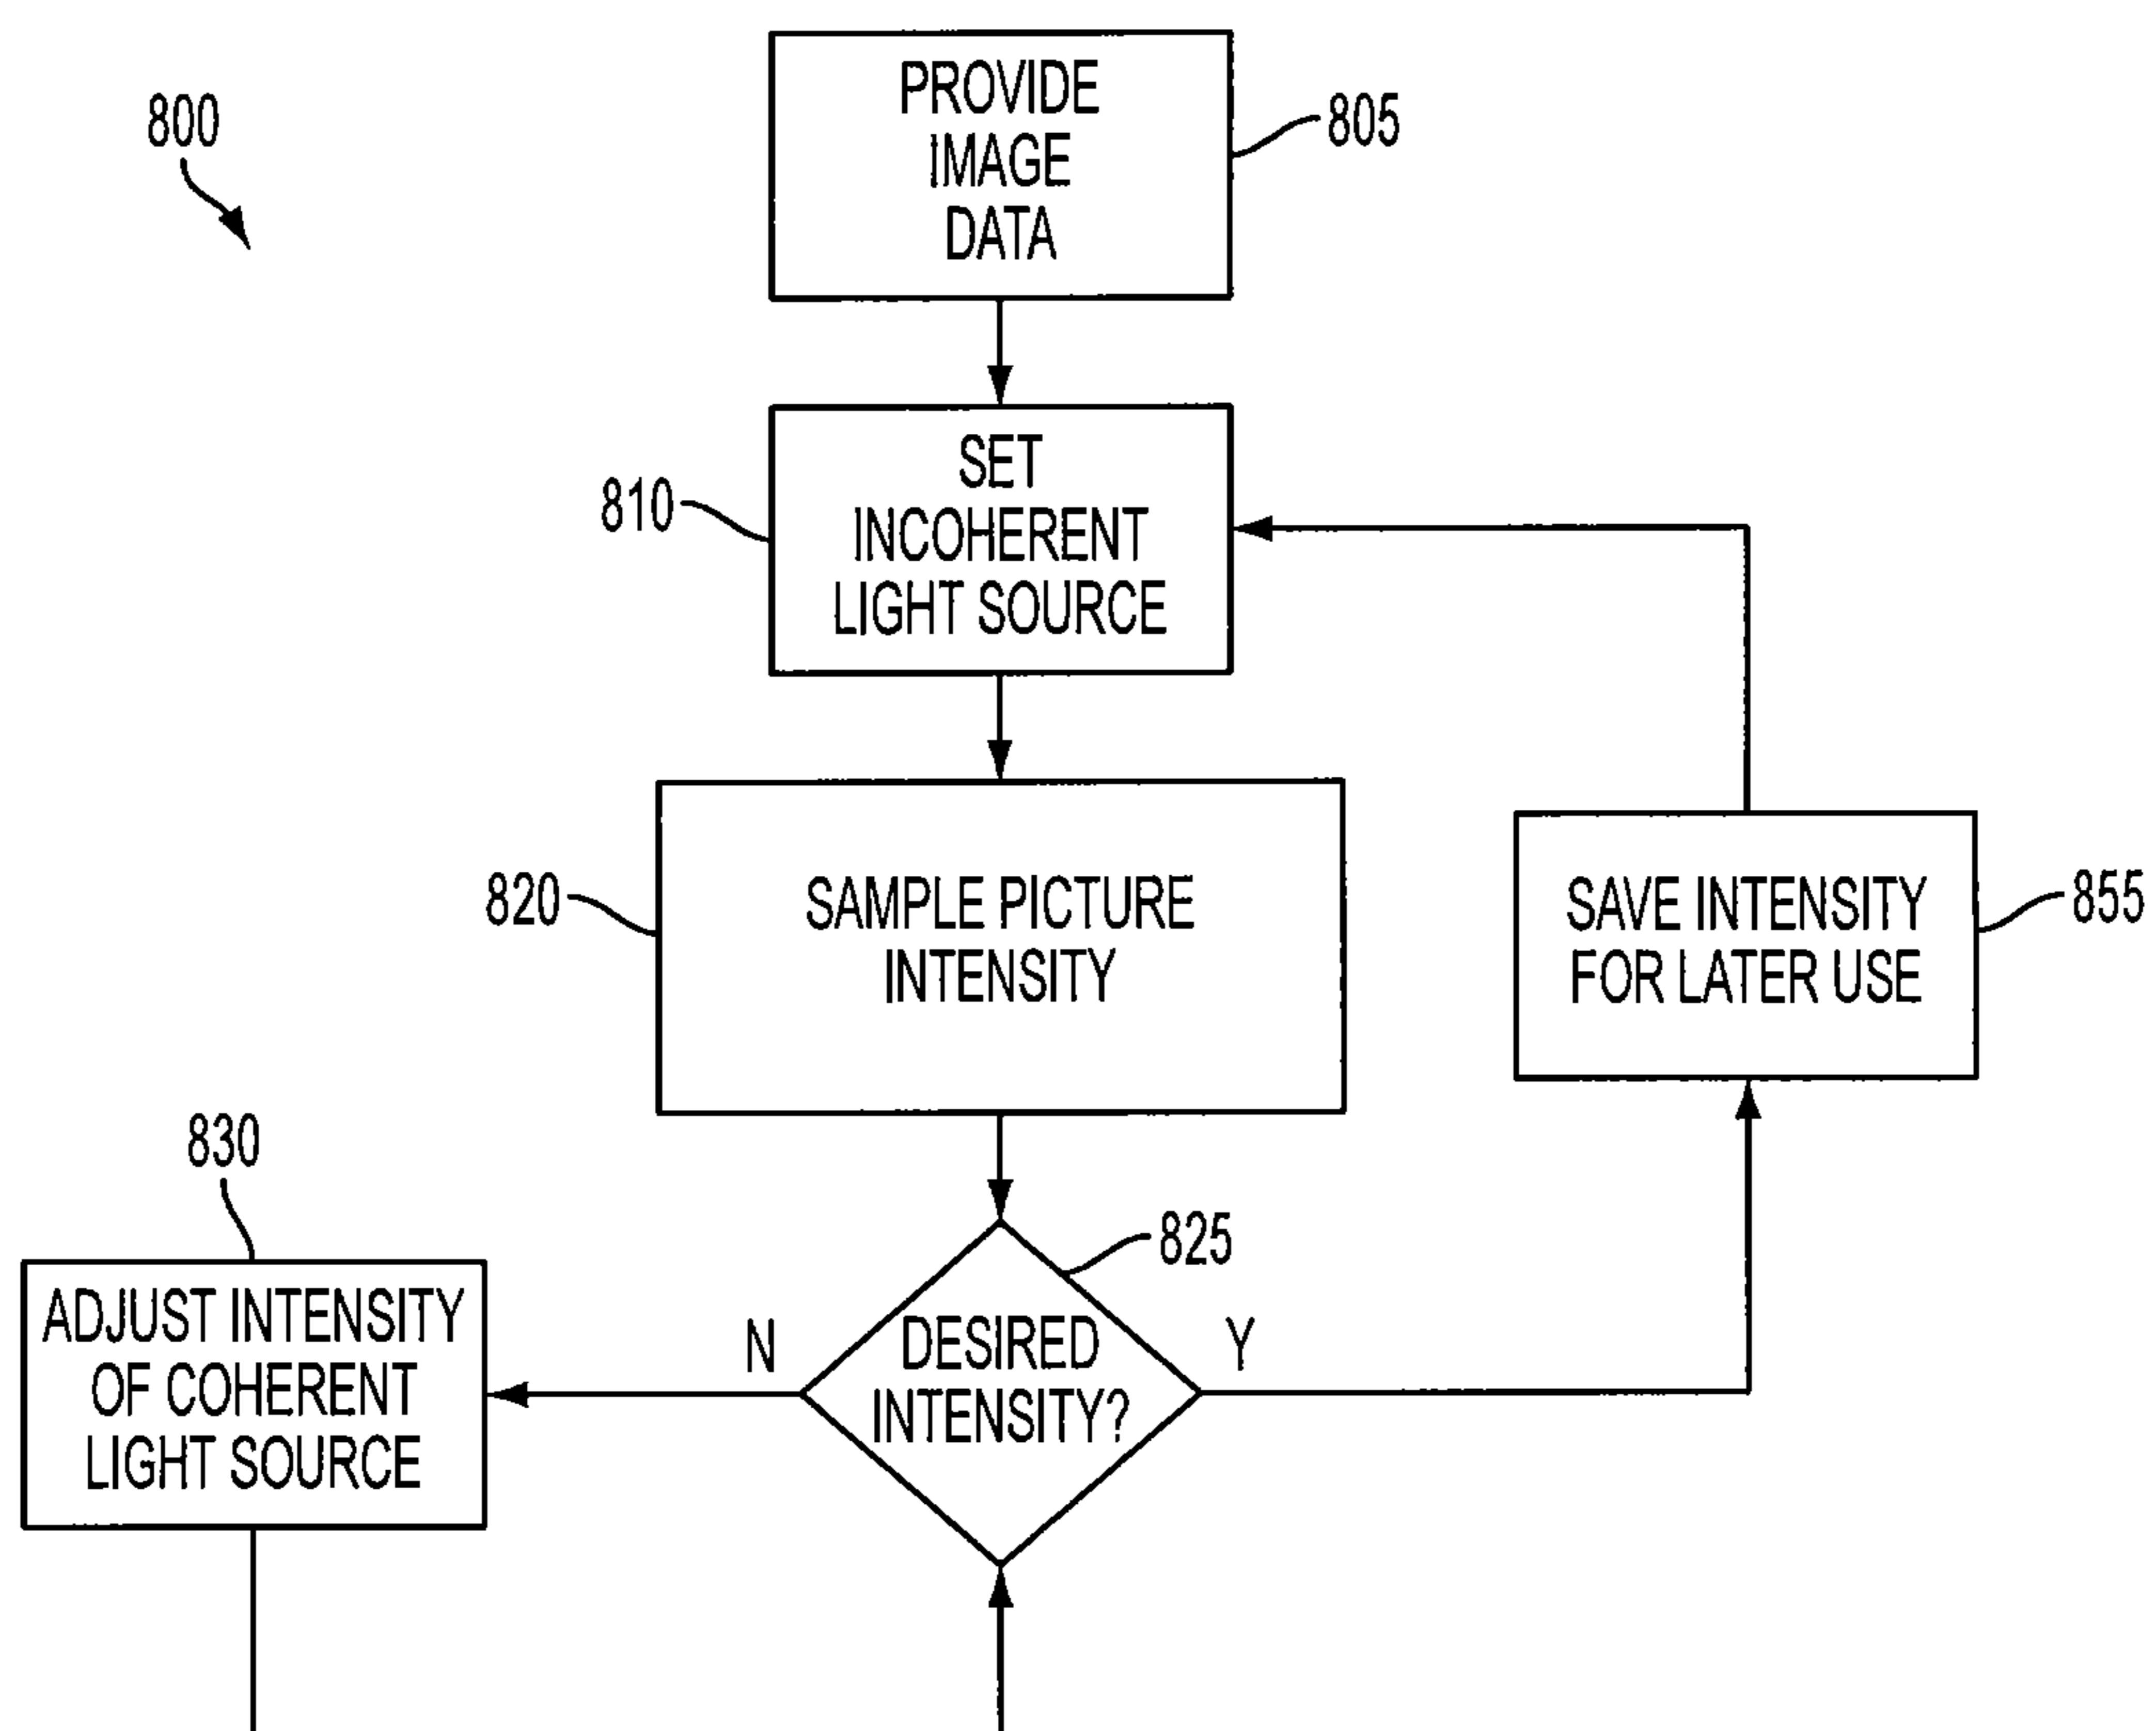 800
PROVIDE
IMAGE
DATA
805
SET
INCOHERENT
LIGHT SOURCE
810
SAMPLE PICTURE
INTENSITY
820
SAVE INTENSITY
FOR LATER USE
855
830
ADJUST INTENSITY
OF COHERENT
LIGHT SOURCE
N
DESIRED
INTENSITY?
825
Y